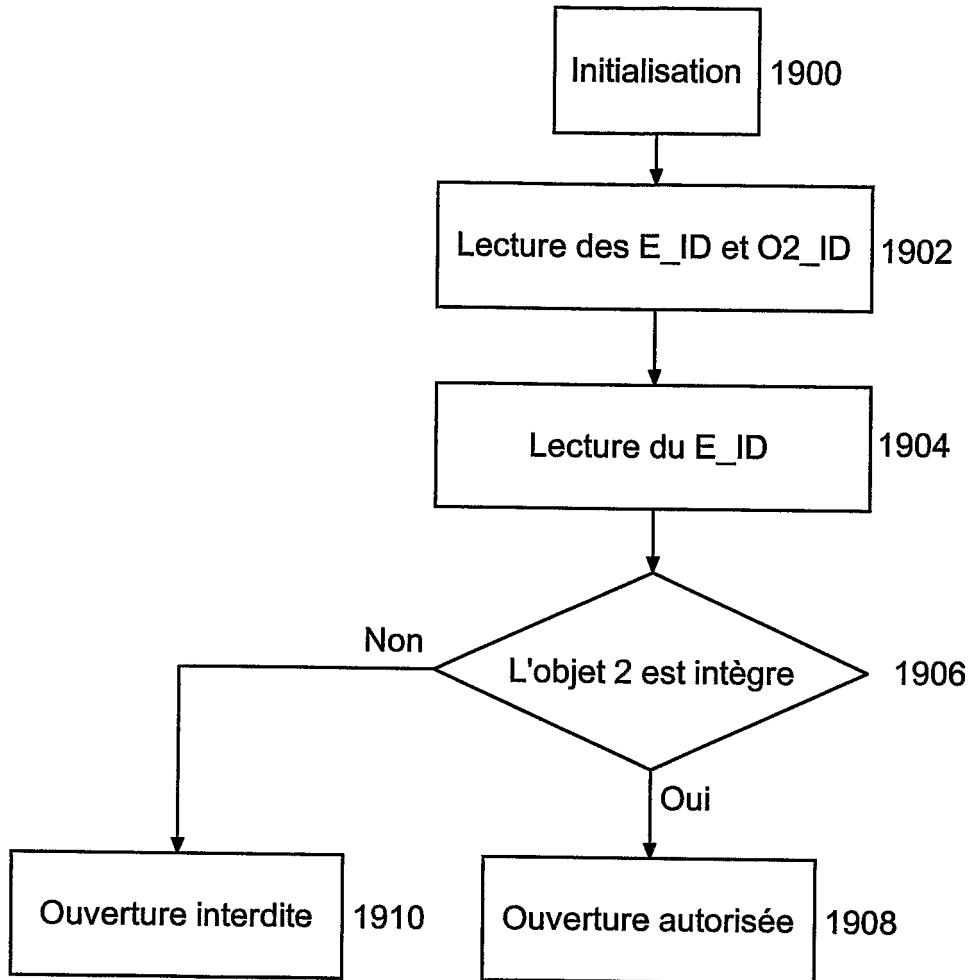 Initialisation 1900
Lecture des E_ID et O2_ID 1902
Lecture du E_ID 1904
Non
L'objet 2 est intègre 1906
Oui
Ouverture interdite 1910
Ouverture autorisée 1908